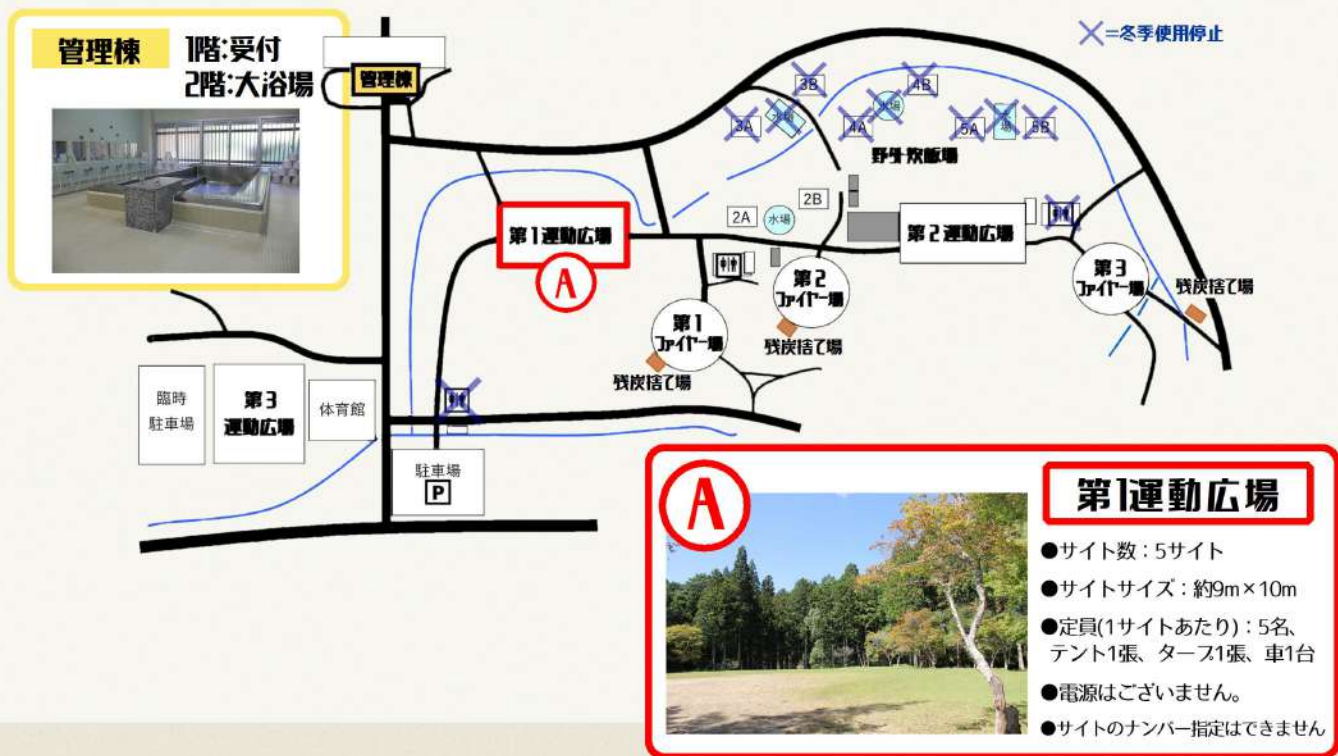 管理棟
1階:受付
2階:大浴場
管理棟
×=冬季使用停止
3A
水場
3B
4A
水場
4B
5A
5B
野外炊飯場
2A
水場
2B
第1運動広場
A
第2運動広場
第1
ファイヤー場
第2
ファイヤー場
第3
ファイヤー場
残炭捨て場
残炭捨て場
残炭捨て場
臨時
駐車場
第3
運動広場
体育館
駐車場
P
A
第1運動広場
●サイト数：5サイト
●サイトサイズ：約9m×10m
●定員(1サイトあたり)：5名、
テント1張、タープ1張、車1台
●電源はございません。
●サイトのナンバー指定はできません